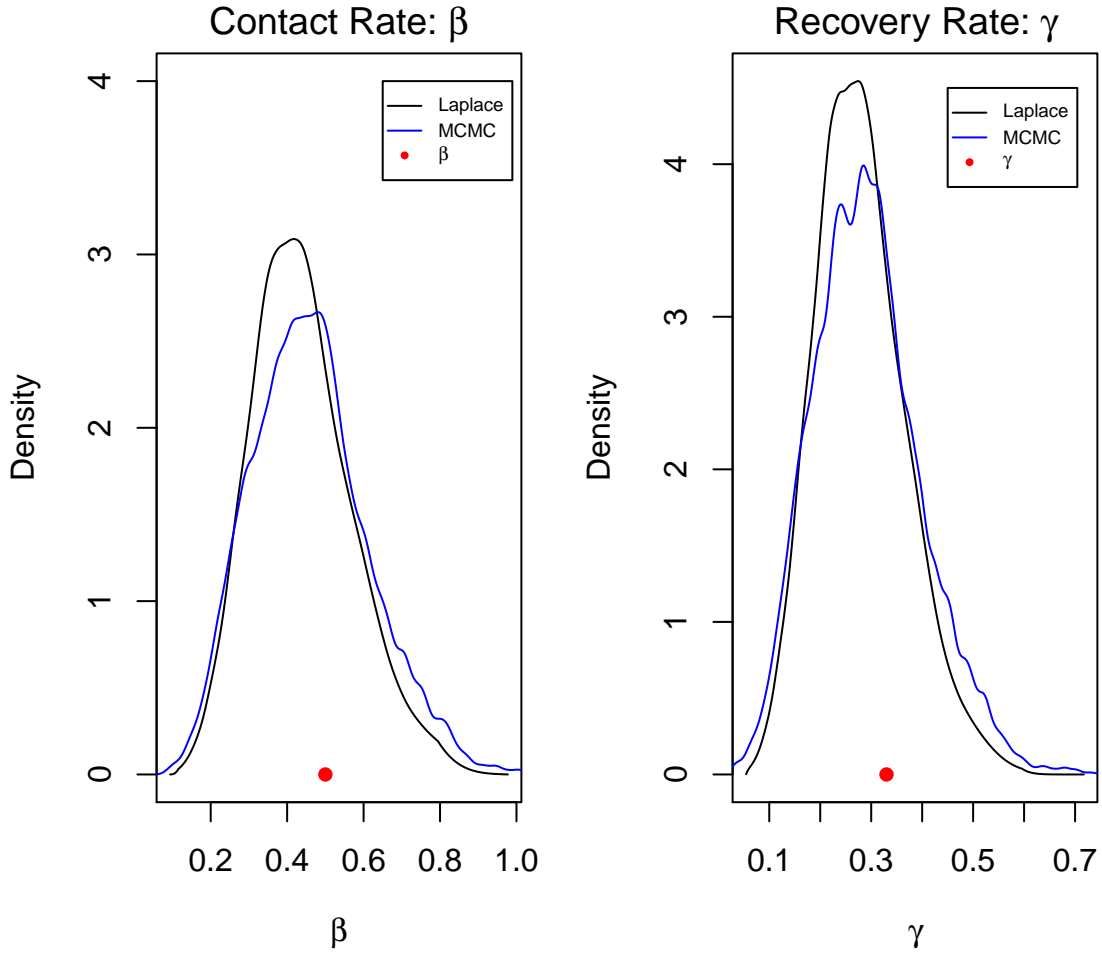 Contact Rate: β
Density
4
3
2
1
0
Laplace
MCMC
β
0.2 0.4 0.6 0.8 1.0
β
Recovery Rate: γ
Density
4
3
2
1
0
Laplace
MCMC
γ
0.1 0.3 0.5 0.7
γ